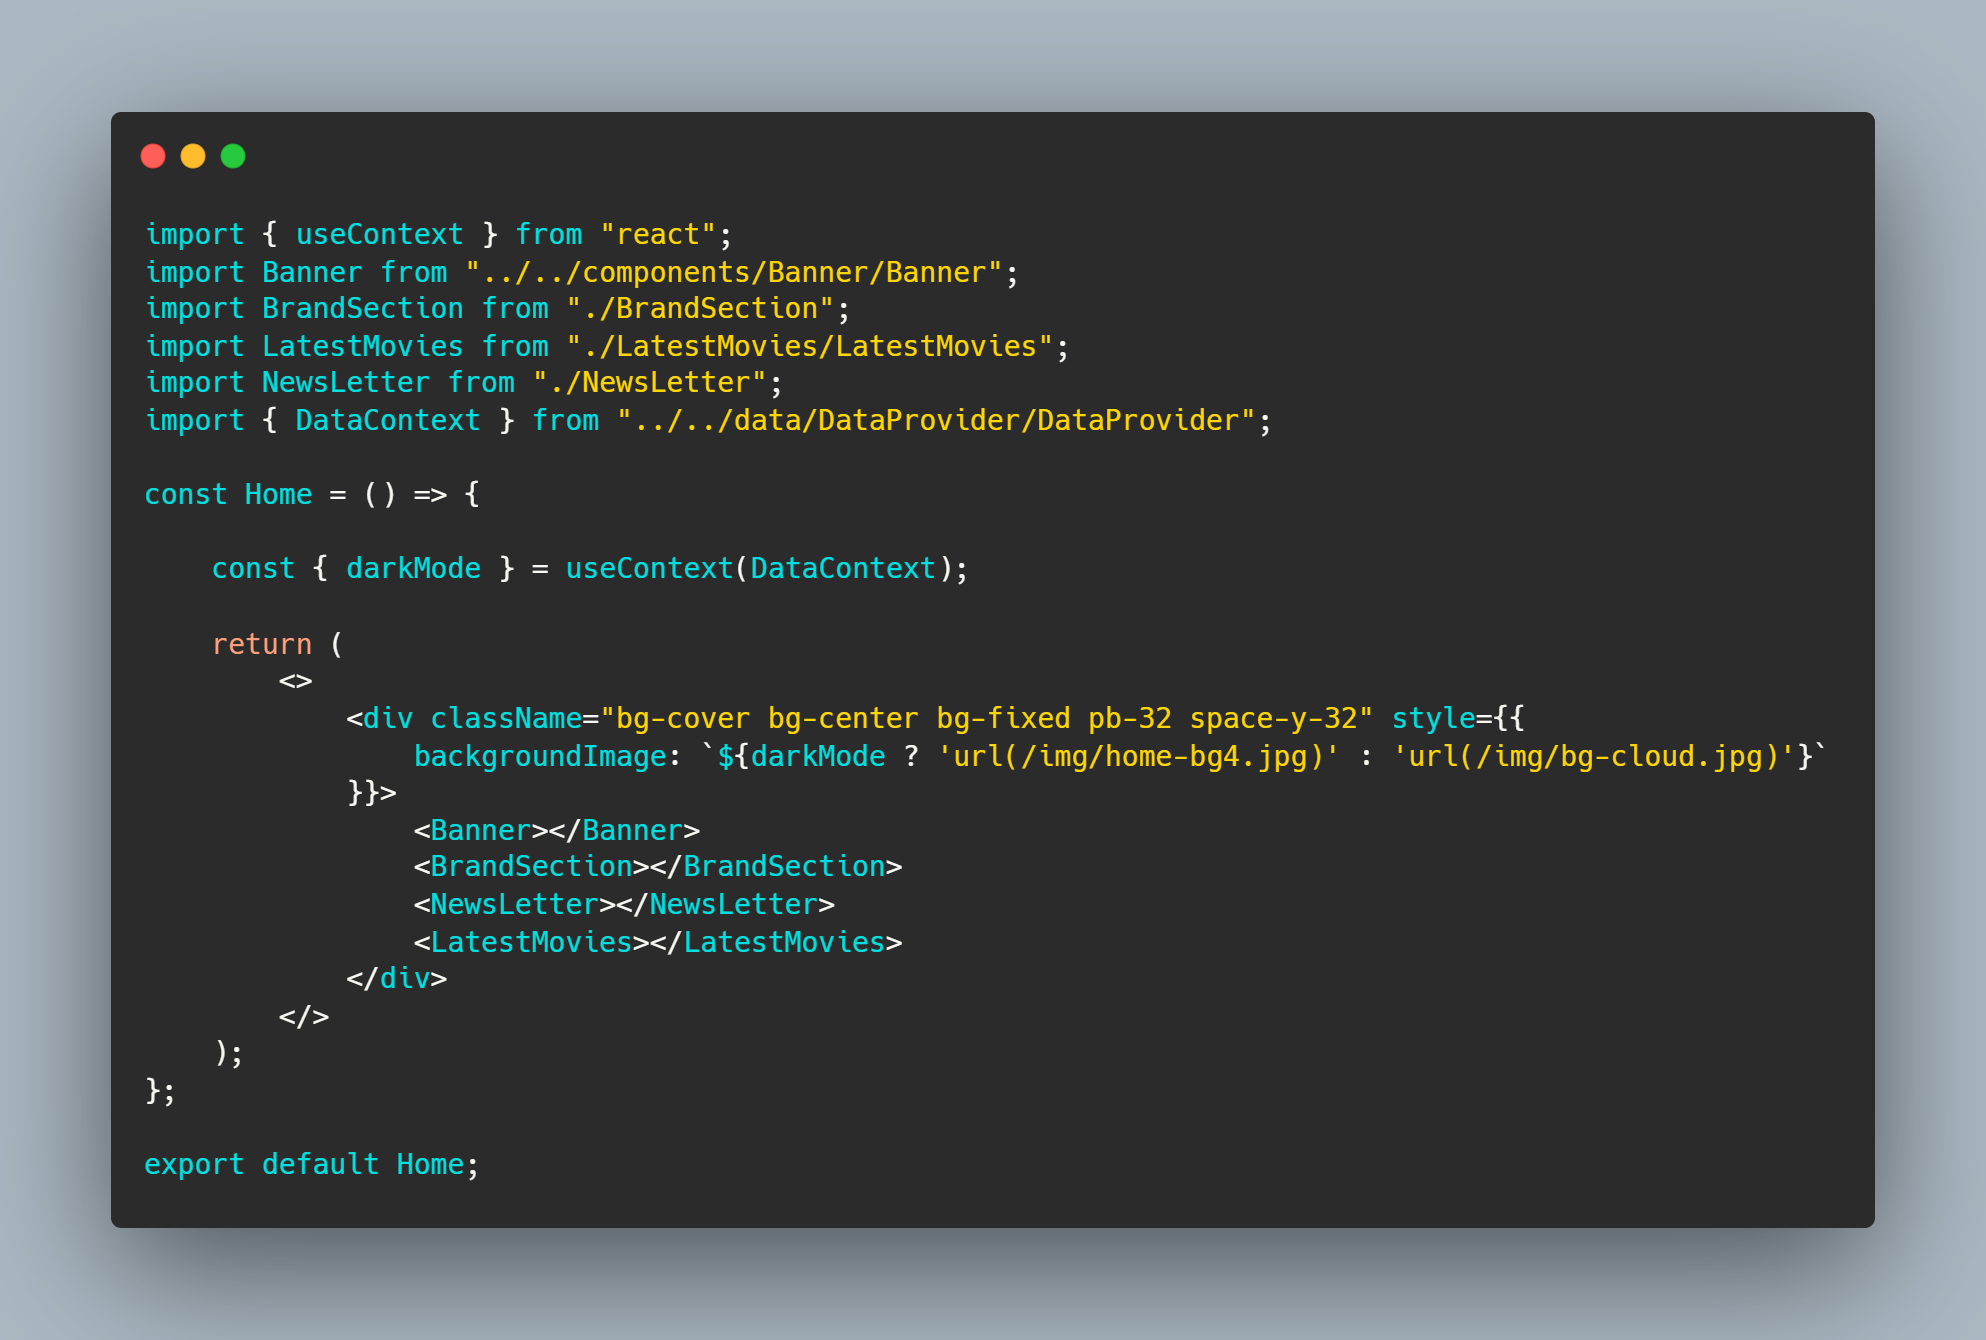 import { useContext } from "react";
import Banner from "../../components/Banner/Banner";
import BrandSection from "./BrandSection";
import LatestMovies from "./LatestMovies/LatestMovies";
import NewsLetter from "./NewsLetter";
import { DataContext } from "../../data/DataProvider/DataProvider";

const Home = () => {

    const { darkMode } = useContext(DataContext);

    return (
        <>
            <div className="bg-cover bg-center bg-fixed pb-32 space-y-32" style={{
                backgroundImage: `${darkMode ? 'url(/img/home-bg4.jpg)' : 'url(/img/bg-cloud.jpg)'}`
            }}>
                <Banner></Banner>
                <BrandSection></BrandSection>
                <NewsLetter></NewsLetter>
                <LatestMovies></LatestMovies>
            </div>
        </>
    );
};

export default Home;